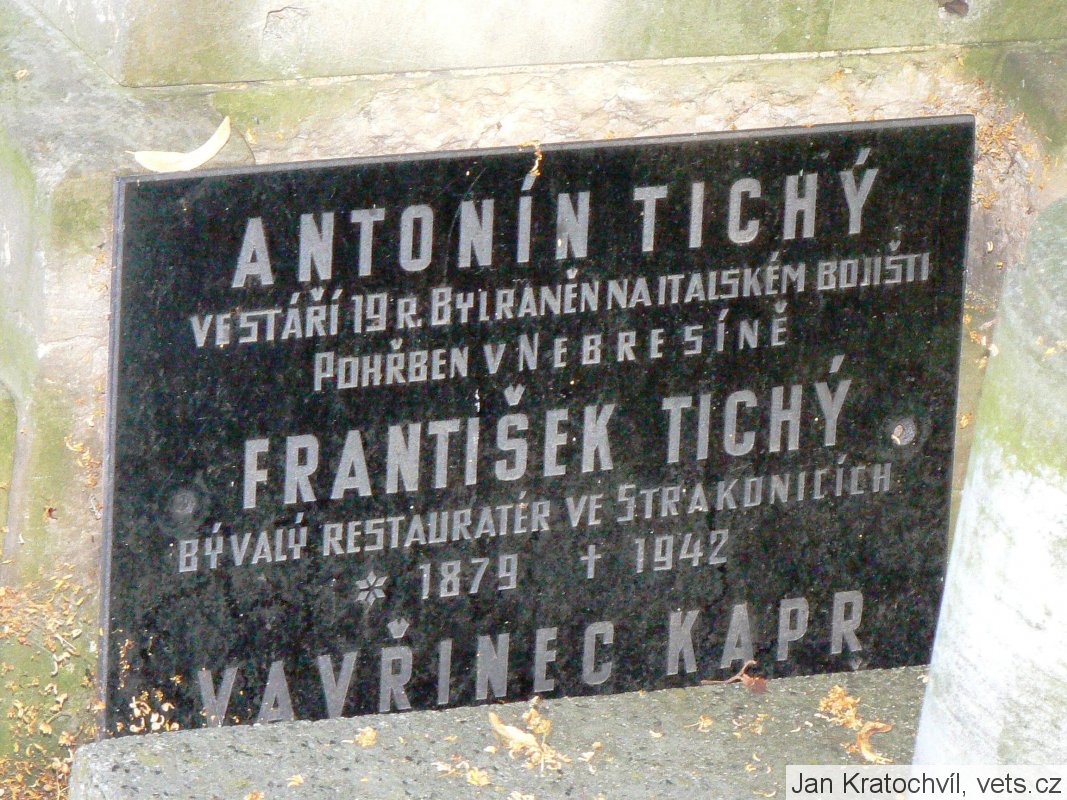 ANTONÍN TICHÝ
VE STÁŘÍ 19 R. BYL RANĚN NA ITALSKÉM BOJIŠTI
POHŘBEN V NEBRESÍNĚ
FRANTIŠEK TICHÝ
BÝVALÝ RESTAURATÉR VE STRAKONICÍCH
* 1879 † 1942
VAVŘINEC KAPR
Jan Kratochvíl, vets.cz